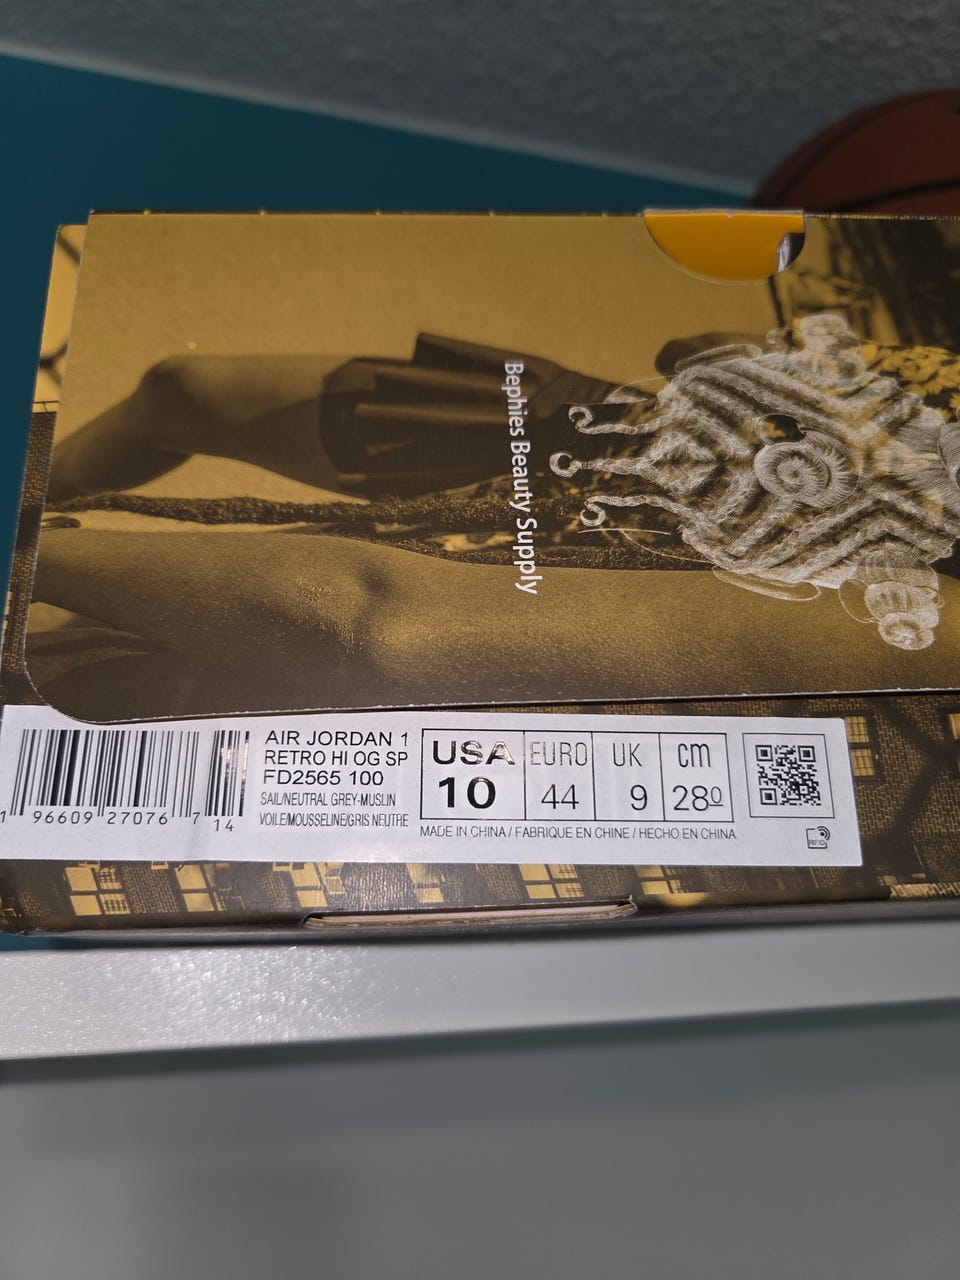 Bephies Beauty Supply
AIR JORDAN 1
RETRO HI OG SP
FD2565 100
SAIL/NEUTRAL GREY-MUSLIN
VOILE/MOUSSELINE/GRIS NEUTRE
1 96609 27076 7 14
USA
10
EURO
44
UK
9
cm
28º
MADE IN CHINA / FABRIQUE EN CHINE / HECHO EN CHINA
RFID